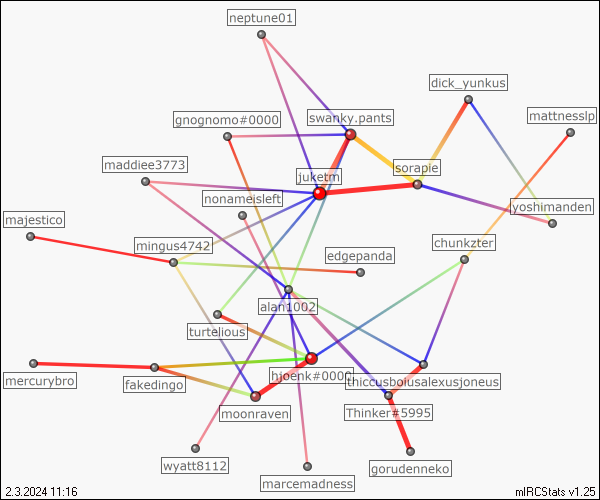 neptune01
dick_yunkus
swanky.pants
mattnesslp
gnognomo#0000
maddiee3773
sorapie
juketm
nonameisleft
yoshimanden
majestico
mingus4742
chunkzter
edgepanda
alan1002
turtelious
hjoenk#0000
mercurybro
fakedingo
thiccusboiusalexusjoneus
moonraven
Thinker#5995
wyatt8112
gorudenneko
marcemadness
2.3.2024 11:16
mIRCStats v1.25